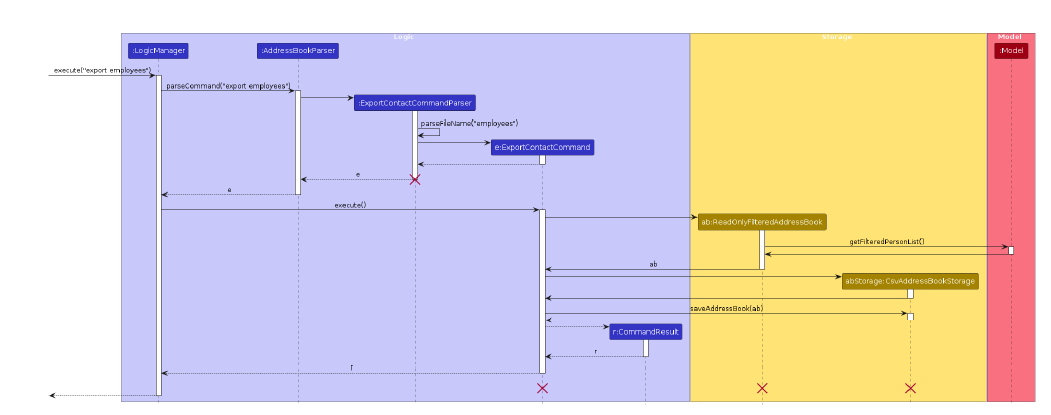 Logic
Storage
Model
:LogicManager
:AddressBookParser
:Model
execute("export employees")
parseCommand("export employees")
:ExportContactCommandParser
parseFileName("employees")
e:ExportContactCommand
e
e
execute()
ab:ReadOnlyFilteredAddressBook
getFilteredPersonList()
ab
abStorage:CsvAddressBookStorage
saveAddressBook(ab)
r:CommandResult
r
r